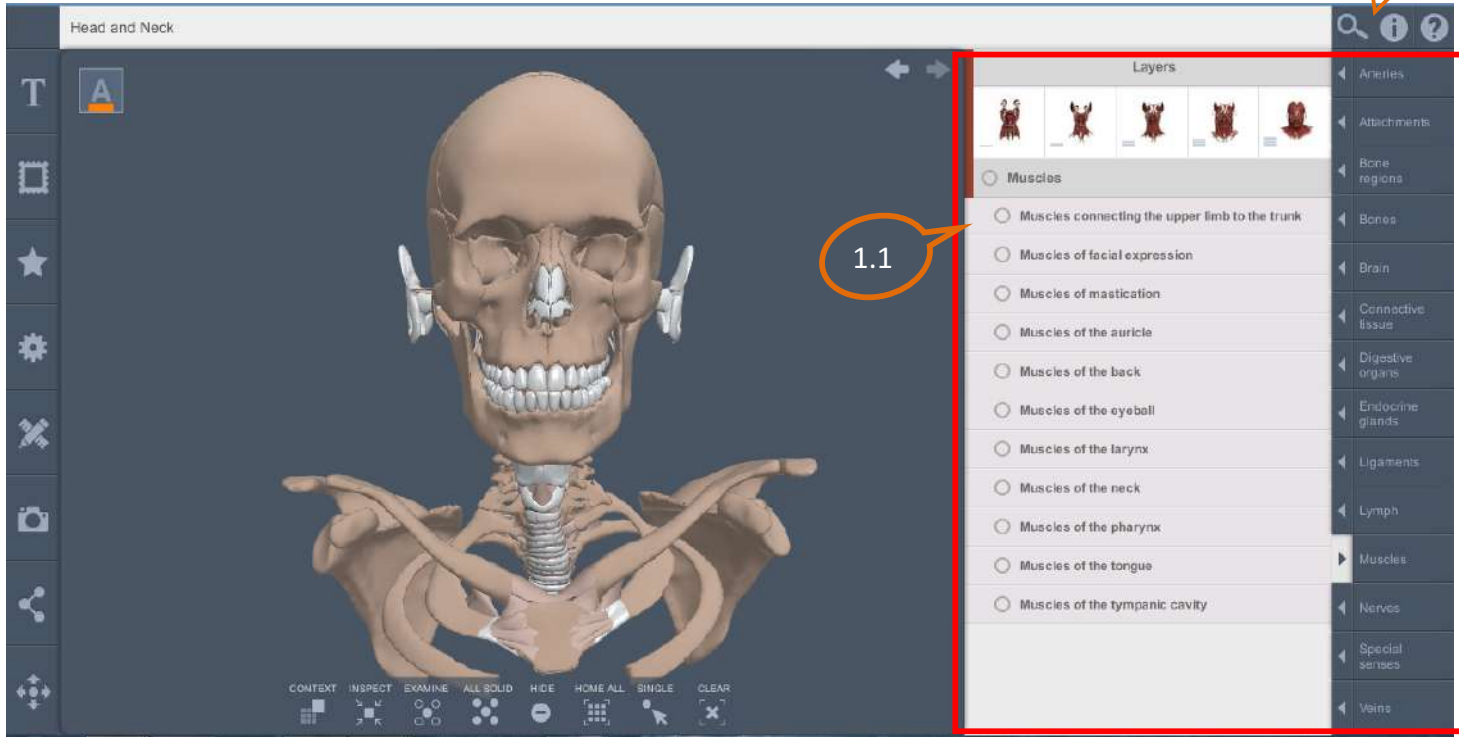 Head and Neck
T
A
Layers
Muscles
Muscles connecting the upper limb to the trunk
Muscles of facial expression
Muscles of mastication
Muscles of the auricle
Muscles of the back
Muscles of the eyeball
Muscles of the larynx
Muscles of the neck
Muscles of the pharynx
Muscles of the tongue
Muscles of the tympanic cavity
1.1
CONTEXT INSPECT EXAMINE ALL SOLID HIDE HOME ALL SINGLE CLEAR
i ?
Arteries
Attachments
Bone
regions
Bones
Brain
Connective
tissue
Digestive
organs
Endocrine
glands
Ligaments
Lymph
Muscles
Nerves
Special
senses
Veins